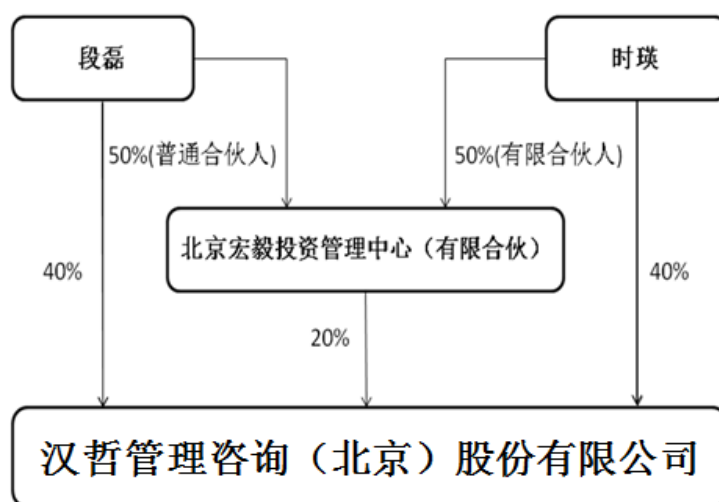 段磊
时瑛
50%(普通合伙人)
50%(有限合伙人)
北京宏毅投资管理中心（有限合伙）
40%
40%
20%
汉哲管理咨询（北京）股份有限公司